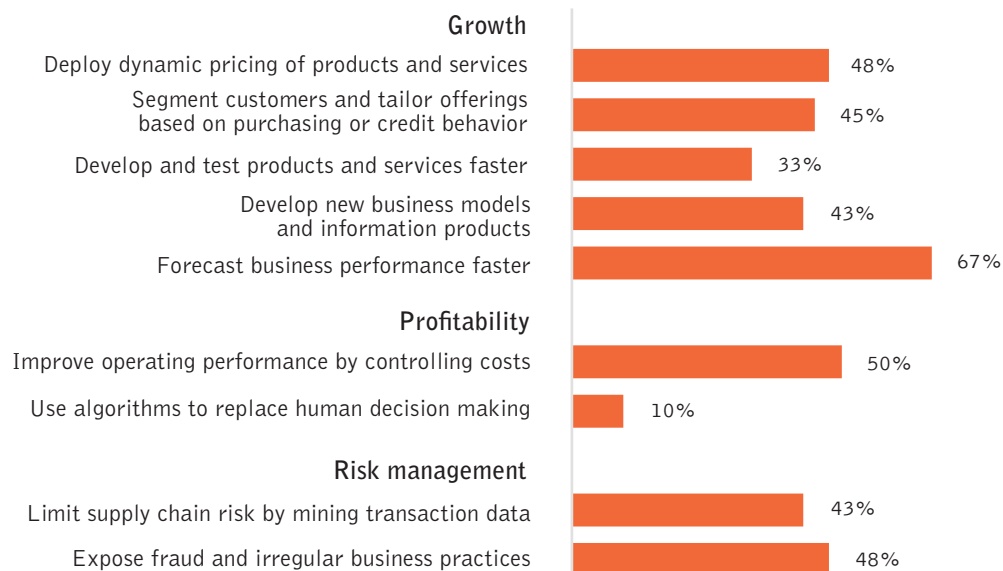 Growth
Deploy dynamic pricing of products and services 48%
Segment customers and tailor offerings
based on purchasing or credit behavior 45%
Develop and test products and services faster 33%
Develop new business models
and information products 43%
Forecast business performance faster 67%
Profitability
Improve operating performance by controlling costs 50%
Use algorithms to replace human decision making 10%
Risk management
Limit supply chain risk by mining transaction data 43%
Expose fraud and irregular business practices 48%